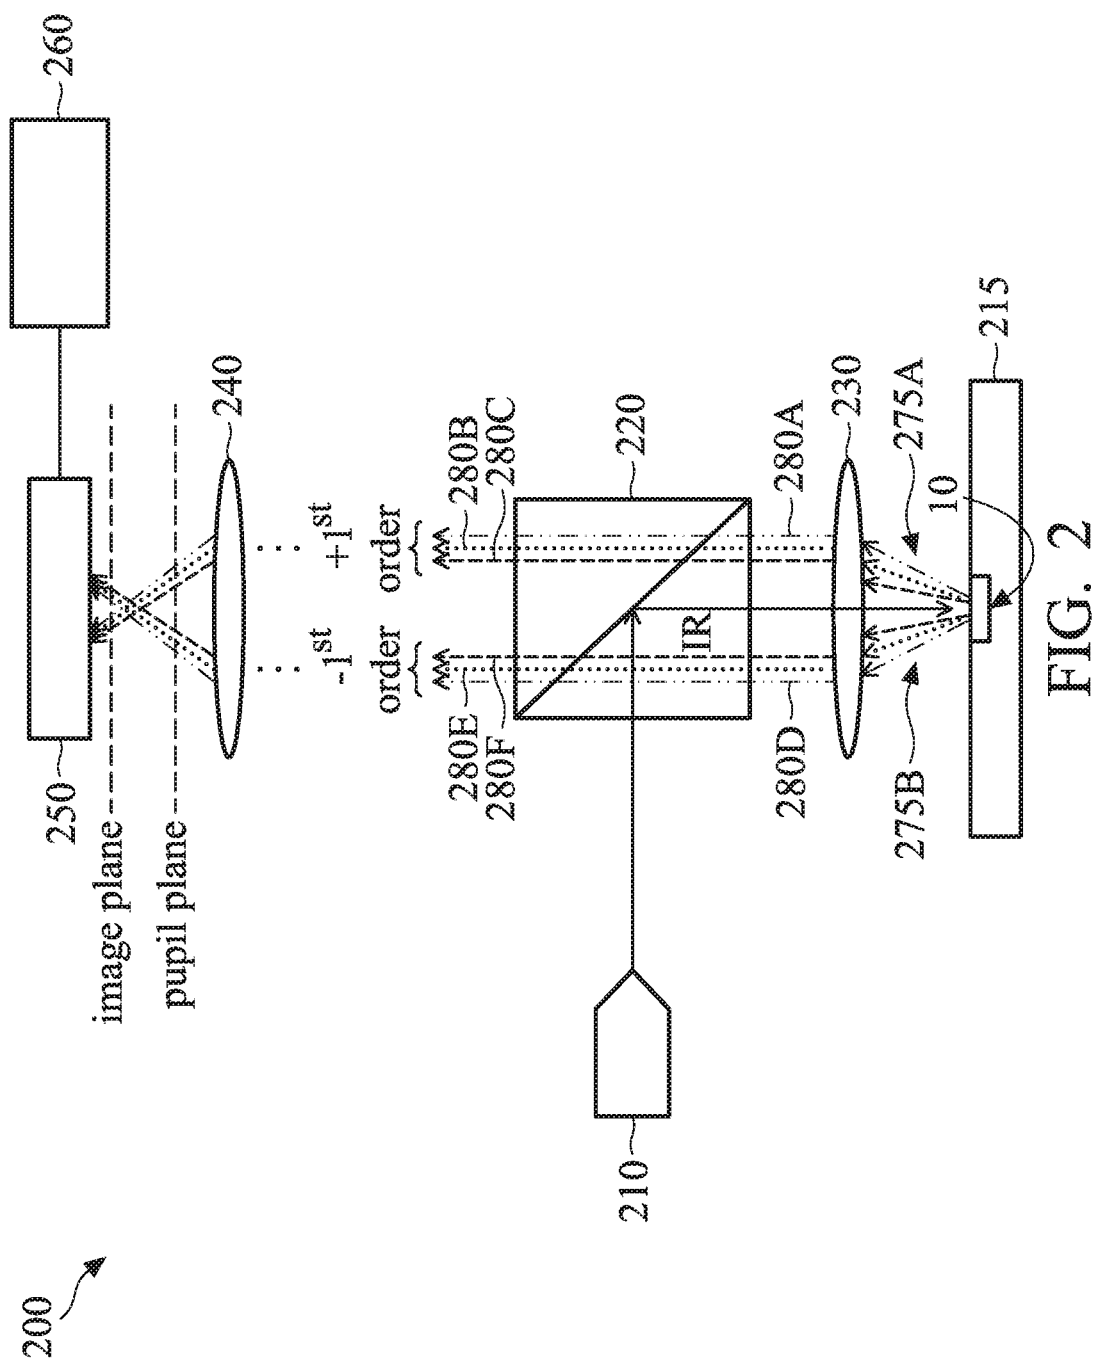 200
260
250
image plane
pupil plane
240
-1st
order
+1st
order
280E
280F
280B
280C
220
IR
210
280D
280A
230
275B
275A
10
215
FIG. 2